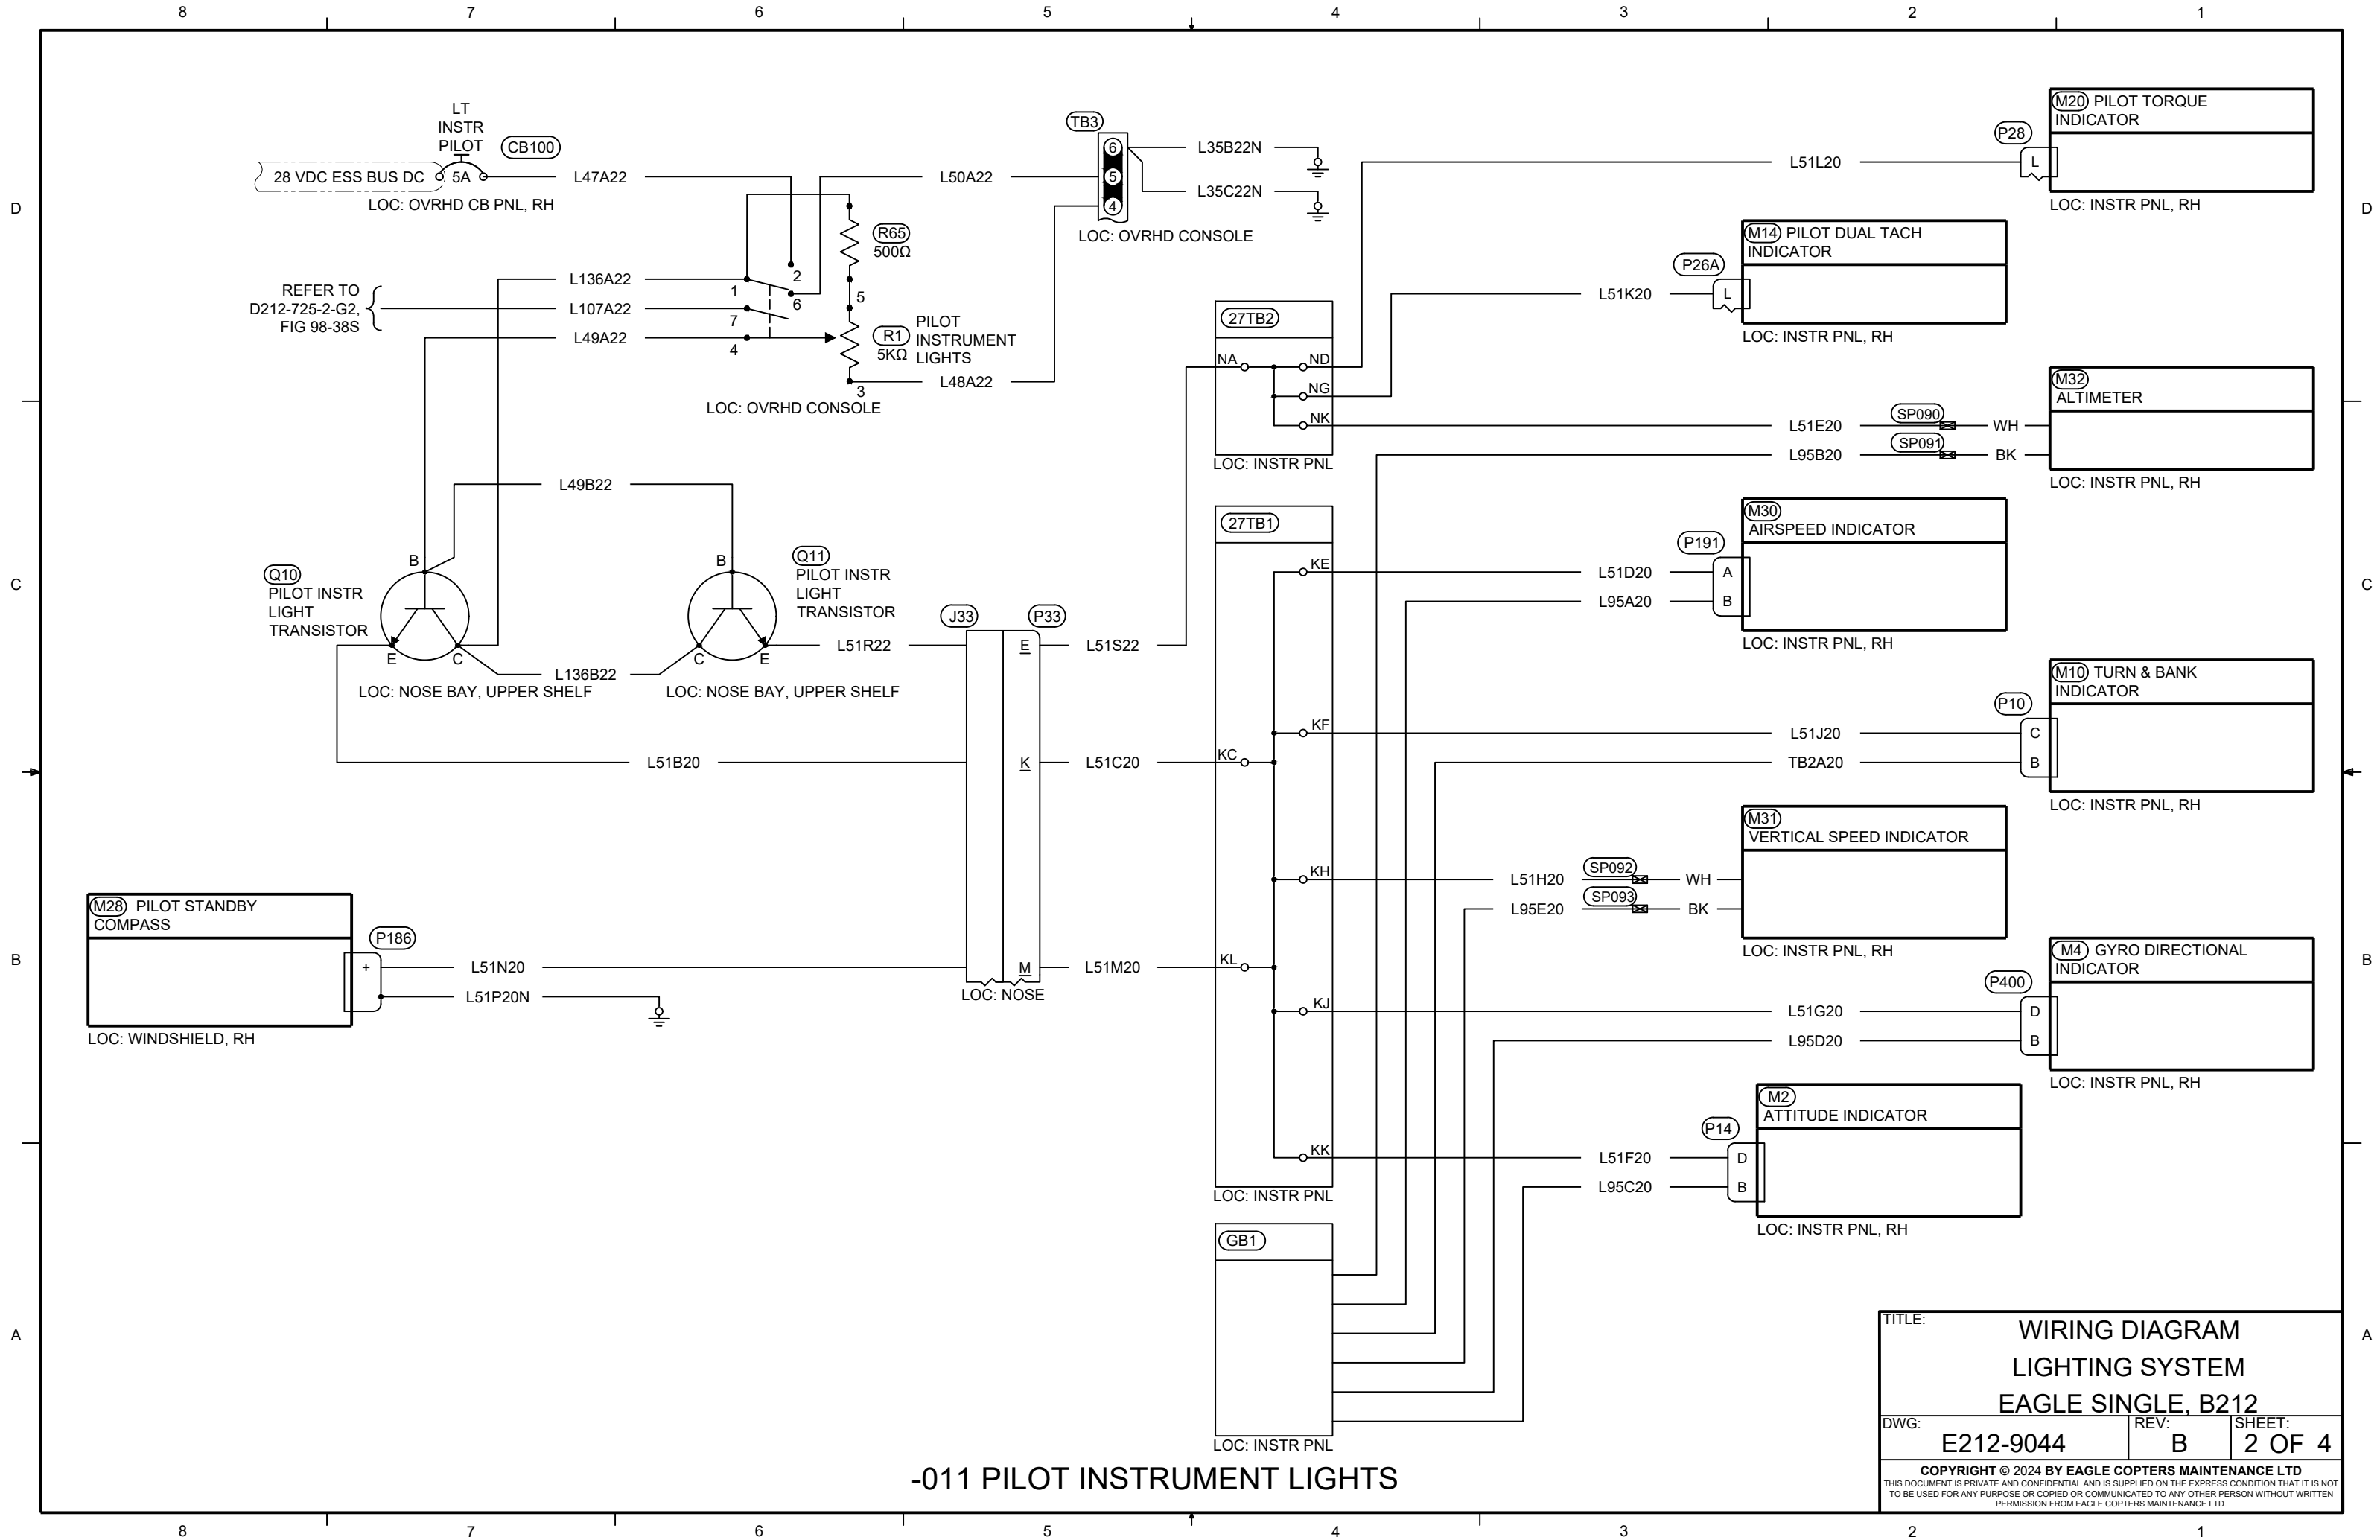 8 7 6 5 4 3 2 1
D
C
B
A
LT
INSTR
PILOT
CB100
28 VDC ESS BUS DC
5A
L47A22
LOC: OVRHD CB PNL, RH
REFER TO
D212-725-2-G2,
FIG 98-38S
L136A22
L107A22
L49A22
1
2
6
7
4
5
3
R65
500Ω
R1
5KΩ
PILOT
INSTRUMENT
LIGHTS
L48A22
LOC: OVRHD CONSOLE
L50A22
TB3
6
5
4
L35B22N
L35C22N
LOC: OVRHD CONSOLE
L49B22
Q10
PILOT INSTR
LIGHT
TRANSISTOR
B
E
C
LOC: NOSE BAY, UPPER SHELF
L136B22
Q11
PILOT INSTR
LIGHT
TRANSISTOR
B
C
E
LOC: NOSE BAY, UPPER SHELF
L51R22
L51B20
J33
P33
E
K
M
LOC: NOSE
L51S22
L51C20
L51M20
M28 PILOT STANDBY
COMPASS
P186
+
L51N20
L51P20N
LOC: WINDSHIELD, RH
27TB2
NA
ND
NG
NK
LOC: INSTR PNL
27TB1
KE
KF
KC
KH
KL
KJ
KK
LOC: INSTR PNL
GB1
LOC: INSTR PNL
L51L20
P28
L
M20 PILOT TORQUE
INDICATOR
LOC: INSTR PNL, RH
L51K20
P26A
L
M14 PILOT DUAL TACH
INDICATOR
LOC: INSTR PNL, RH
L51E20
SP090
WH
L95B20
SP091
BK
M32
ALTIMETER
LOC: INSTR PNL, RH
L51D20
L95A20
P191
A
B
M30
AIRSPEED INDICATOR
LOC: INSTR PNL, RH
L51J20
TB2A20
P10
C
B
M10 TURN & BANK
INDICATOR
LOC: INSTR PNL, RH
L51H20
SP092
WH
L95E20
SP093
BK
M31
VERTICAL SPEED INDICATOR
LOC: INSTR PNL, RH
L51G20
L95D20
P400
D
B
M4 GYRO DIRECTIONAL
INDICATOR
LOC: INSTR PNL, RH
L51F20
L95C20
P14
D
B
M2
ATTITUDE INDICATOR
LOC: INSTR PNL, RH
D
C
B
A
-011 PILOT INSTRUMENT LIGHTS
TITLE:
WIRING DIAGRAM
LIGHTING SYSTEM
EAGLE SINGLE, B212
DWG:
E212-9044
REV:
B
SHEET:
2 OF 4
COPYRIGHT © 2024 BY EAGLE COPTERS MAINTENANCE LTD
THIS DOCUMENT IS PRIVATE AND CONFIDENTIAL AND IS SUPPLIED ON THE EXPRESS CONDITION THAT IT IS NOT
TO BE USED FOR ANY PURPOSE OR COPIED OR COMMUNICATED TO ANY OTHER PERSON WITHOUT WRITTEN
PERMISSION FROM EAGLE COPTERS MAINTENANCE LTD.
8 7 6 5 4 3 2 1